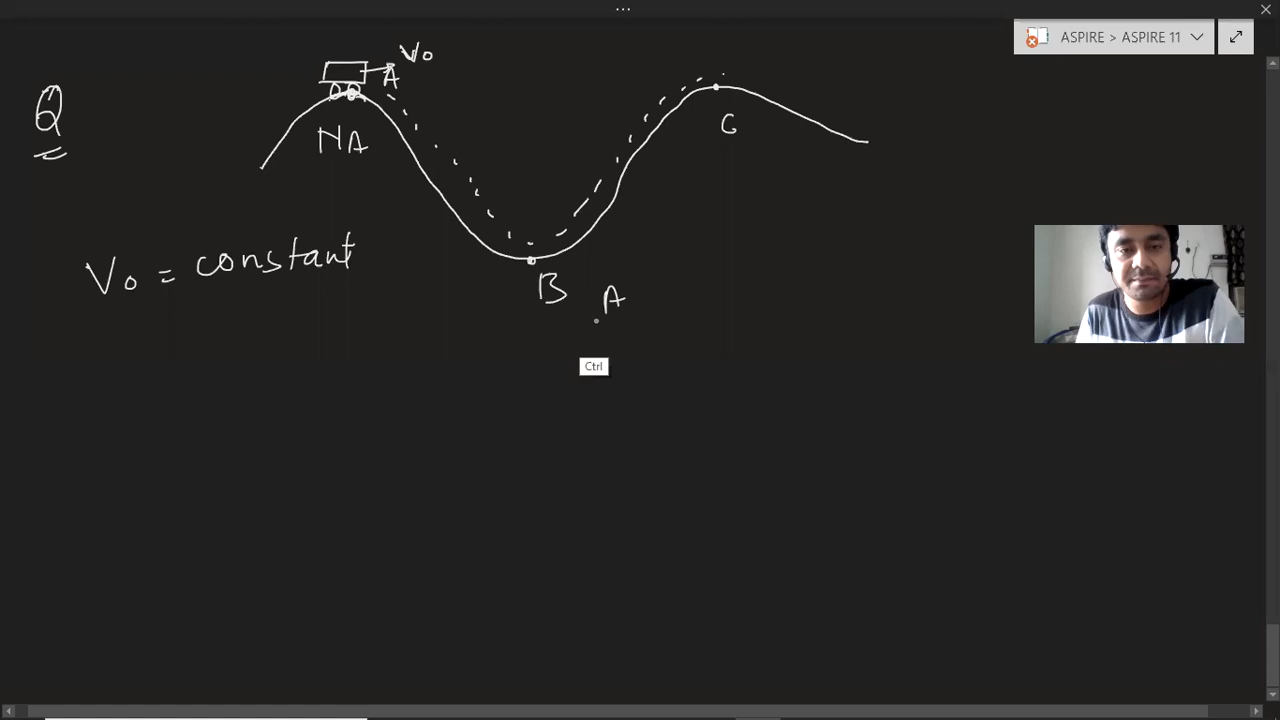 ASPIRE > ASPIRE 11
Q
V0
A
NA
C
V0 = constant
B
A
Ctrl